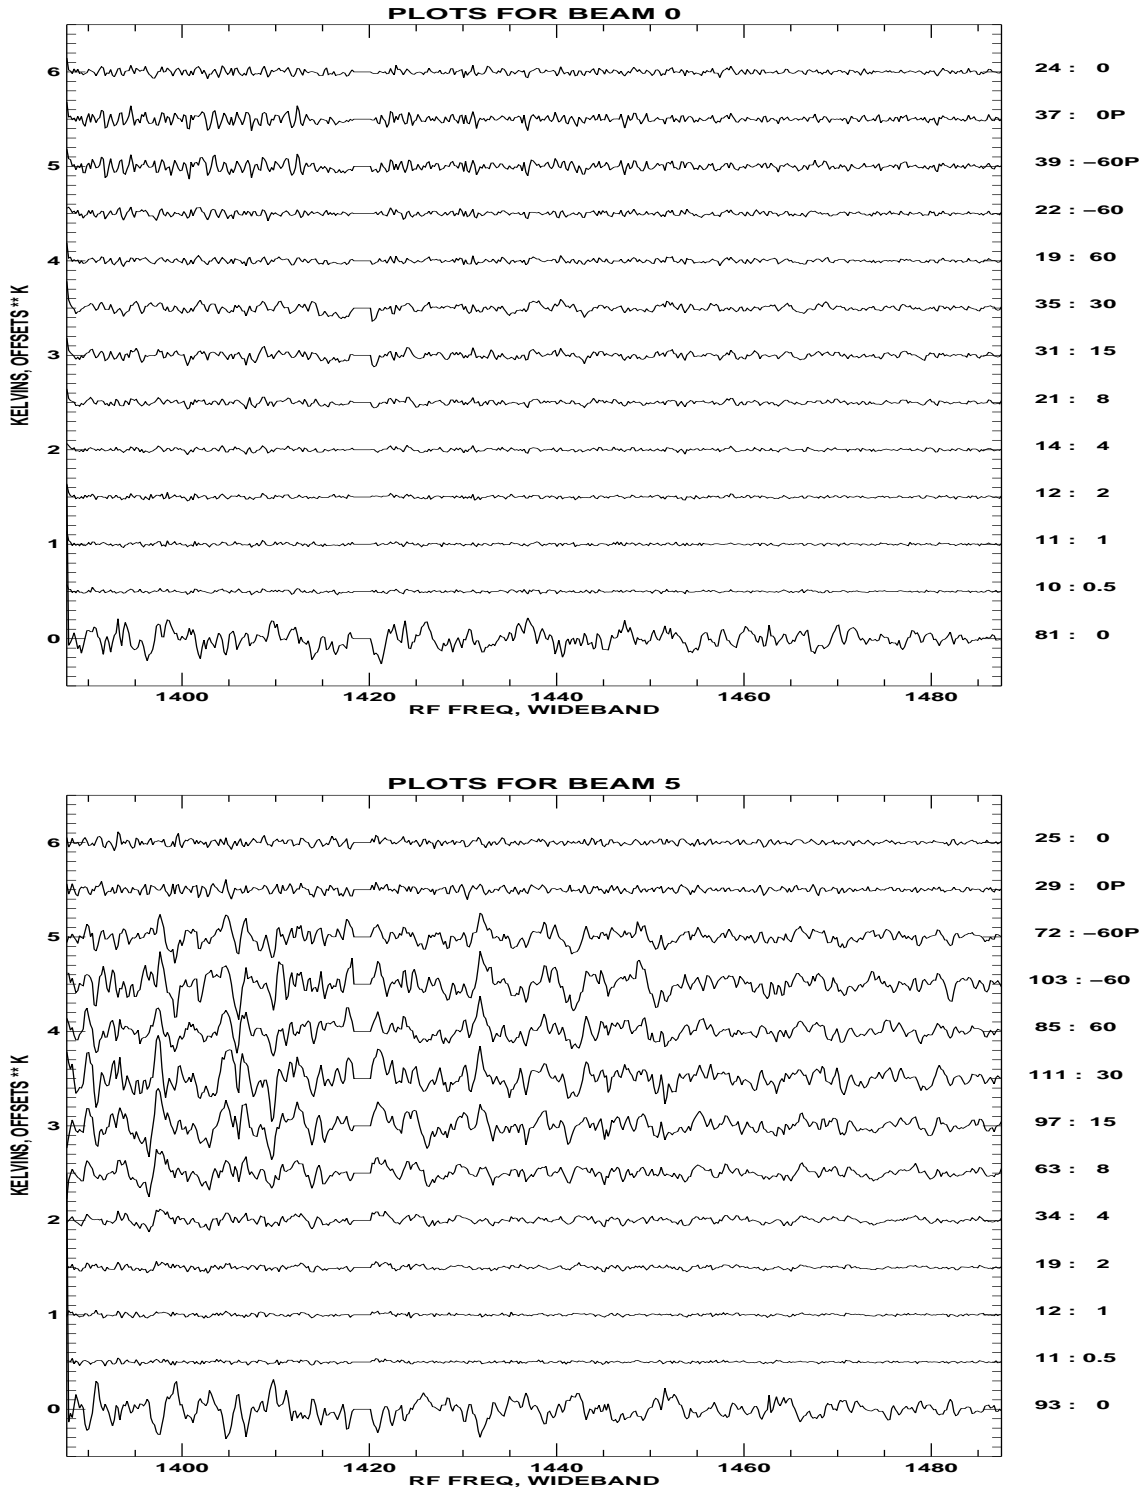 PLOTS FOR BEAM 0
6
24 : 0
37 : 0P
5
39 : −60P
22 : −60
4
19 : 60
35 : 30
3
31 : 15
21 : 8
2
14 : 4
12 : 2
1
11 : 1
10 : 0.5
0
81 : 0
KELVINS, OFFSETS ** K
1400 1420 1440 1460 1480
RF FREQ, WIDEBAND
PLOTS FOR BEAM 5
6
25 : 0
29 : 0P
5
72 : −60P
103 : −60
4
85 : 60
111 : 30
3
97 : 15
63 : 8
2
34 : 4
19 : 2
1
12 : 1
11 : 0.5
0
93 : 0
KELVINS, OFFSETS ** K
1400 1420 1440 1460 1480
RF FREQ, WIDEBAND